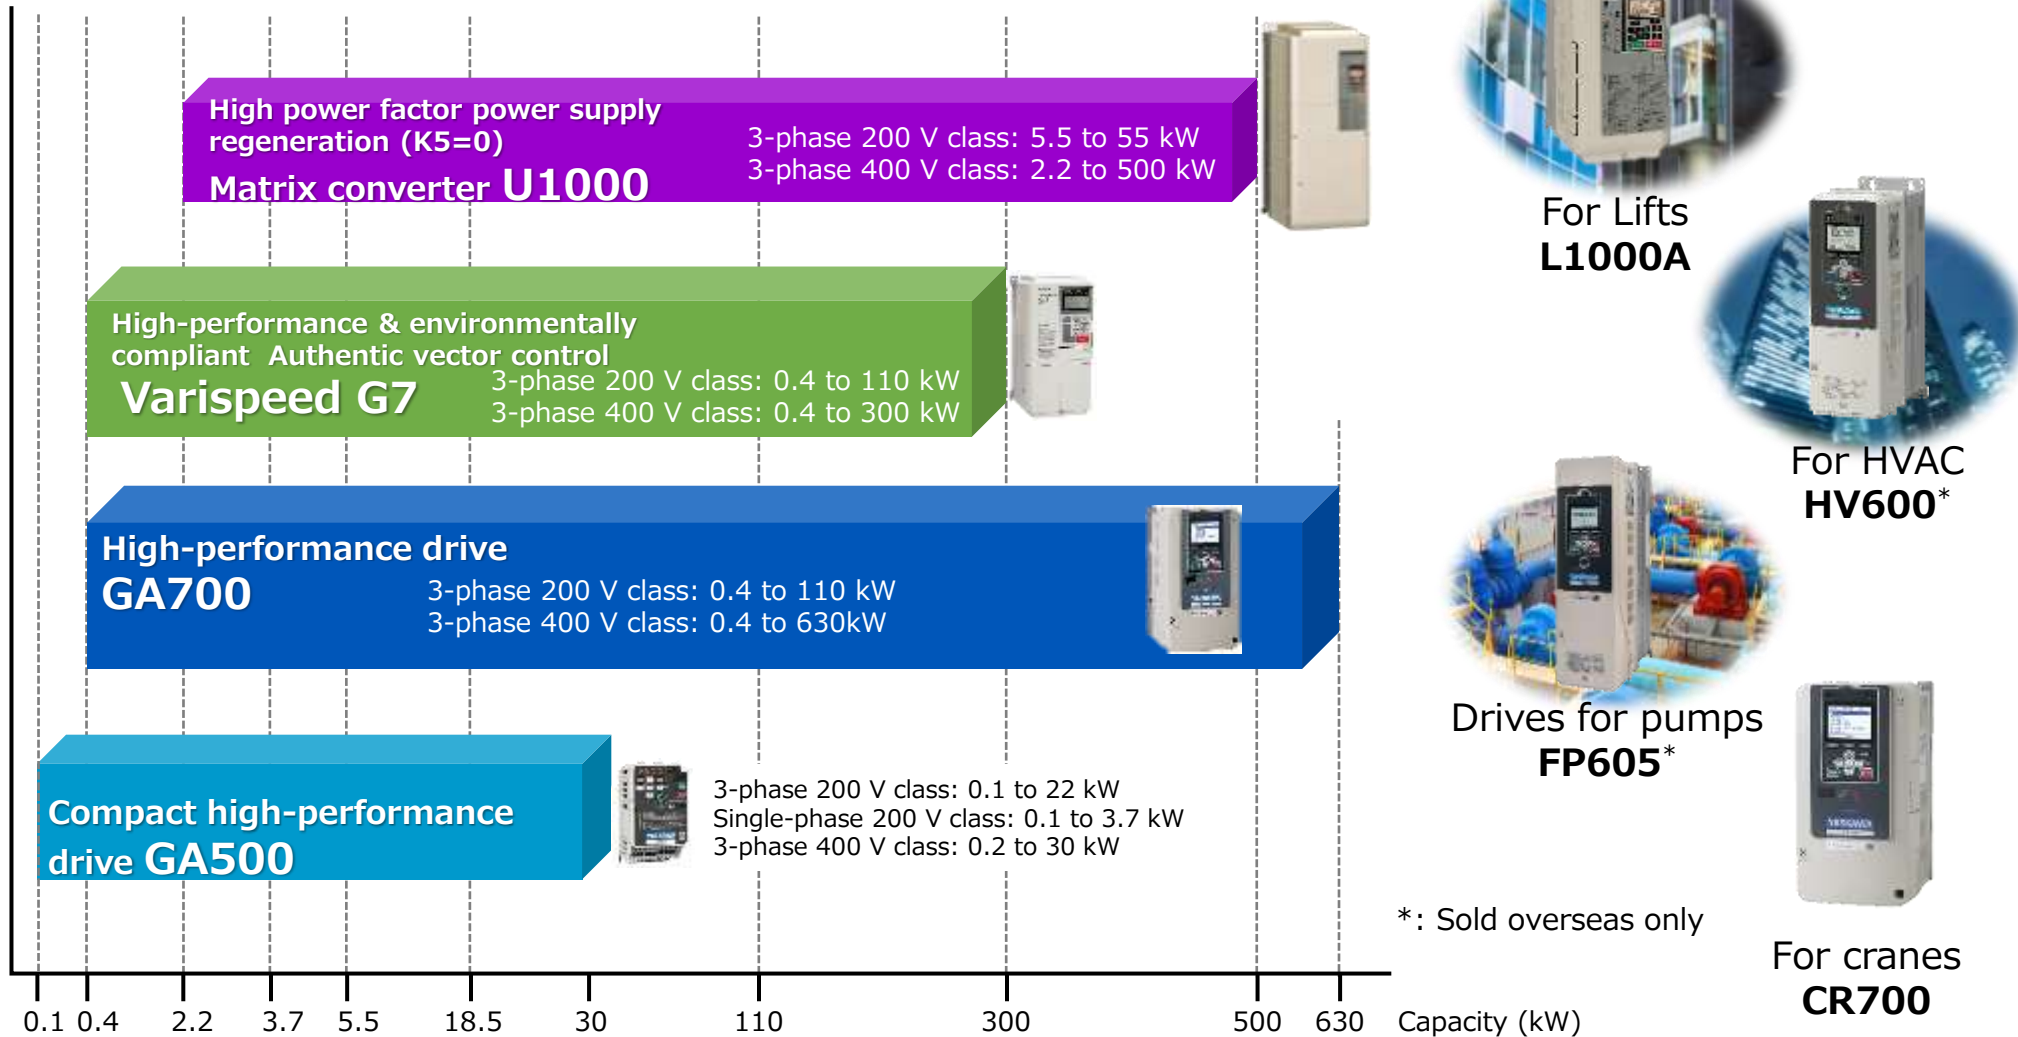 High power factor power supply
regeneration (K5=0)
Matrix converter U1000
3-phase 200 V class: 5.5 to 55 kW
3-phase 400 V class: 2.2 to 500 kW
High-performance & environmentally
compliant Authentic vector control
Varispeed G7
3-phase 200 V class: 0.4 to 110 kW
3-phase 400 V class: 0.4 to 300 kW
High-performance drive
GA700
3-phase 200 V class: 0.4 to 110 kW
3-phase 400 V class: 0.4 to 630kW
Compact high-performance
drive GA500
3-phase 200 V class: 0.1 to 22 kW
Single-phase 200 V class: 0.1 to 3.7 kW
3-phase 400 V class: 0.2 to 30 kW
0.1 0.4 2.2 3.7 5.5 18.5 30 110 300 500 630 Capacity (kW)
For Lifts
L1000A
For HVAC
HV600*
Drives for pumps
FP605*
*: Sold overseas only
For cranes
CR700